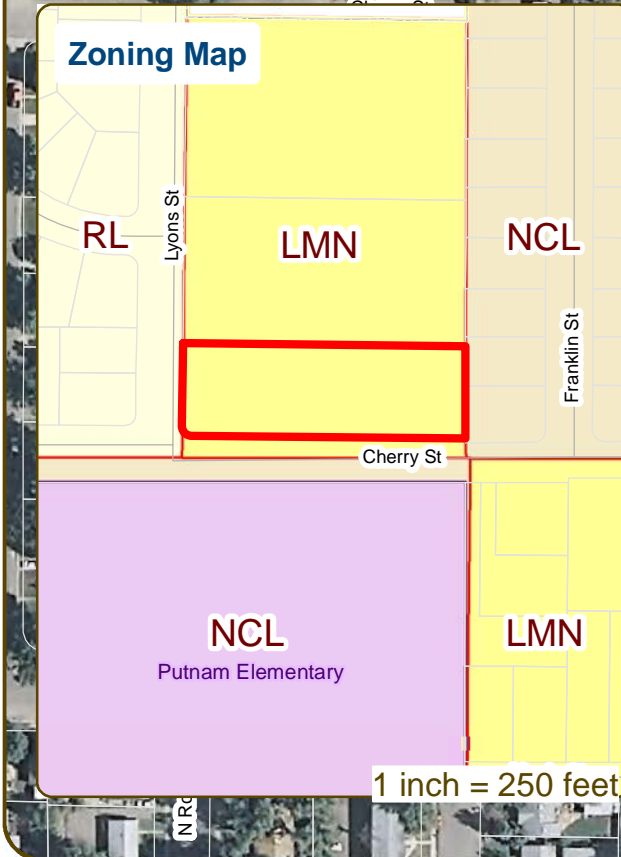 Zoning Map
Lyons St
RL
LMN
NCL
Franklin St
Cherry St
NCL
Putnam Elementary
LMN
1 inch = 250 feet